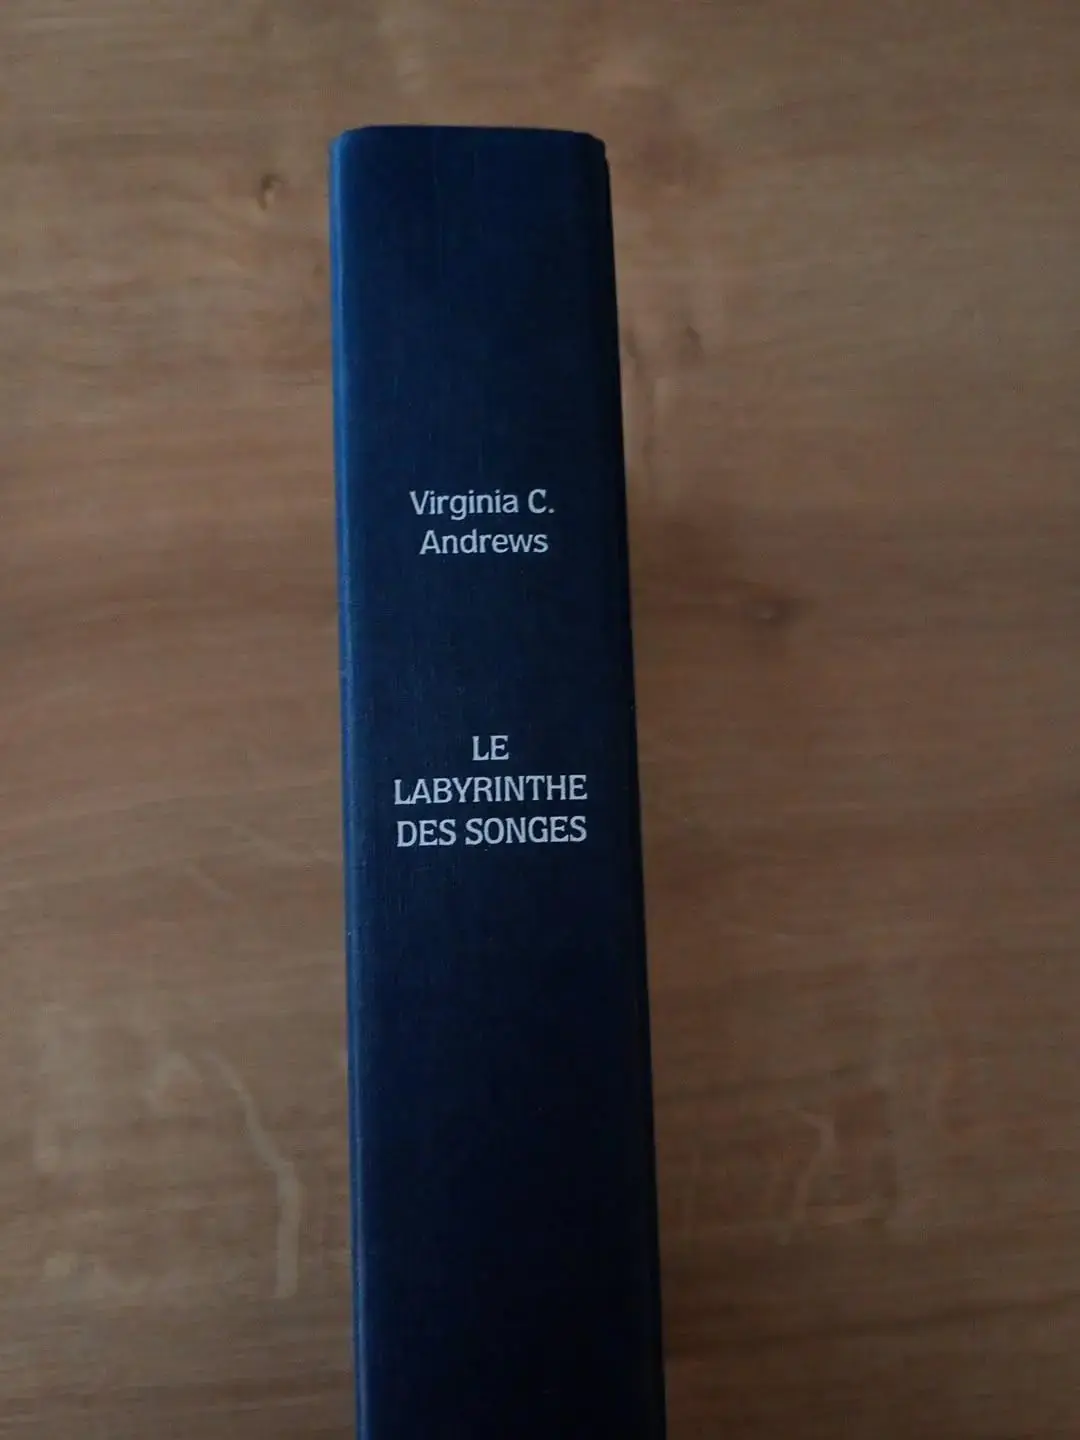 Virginia C.
Andrews
LE
LABYRINTHE
DES SONGES